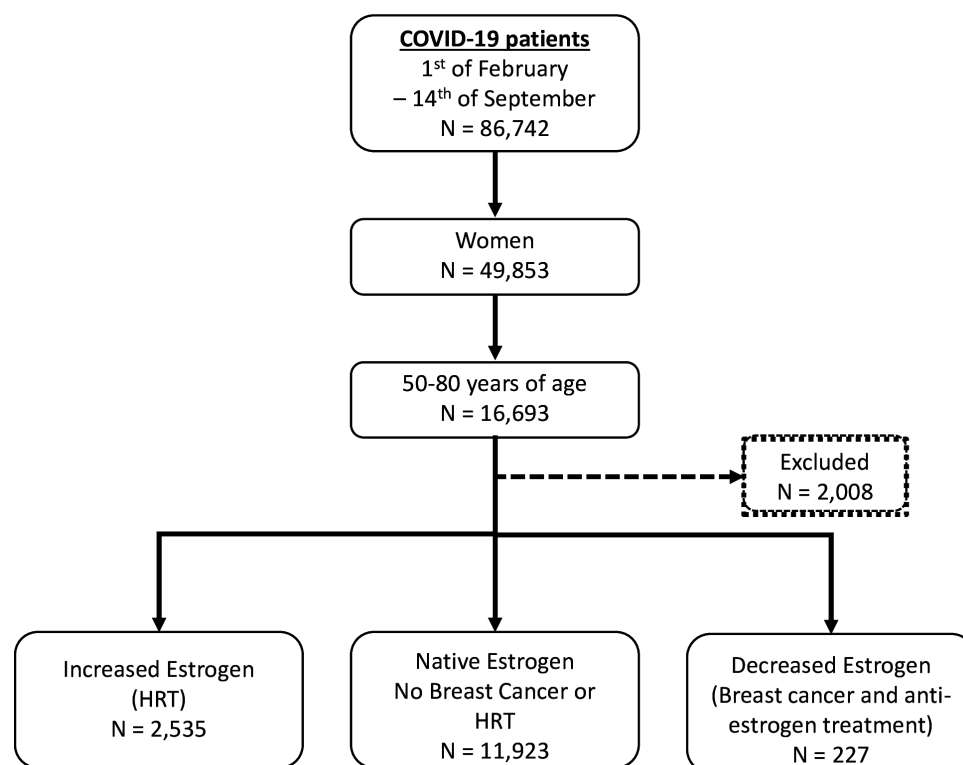 COVID-19 patients
1st of February
– 14th of September
N = 86,742
Women
N = 49,853
50-80 years of age
N = 16,693
Excluded
N = 2,008
Increased Estrogen
(HRT)
N = 2,535
Native Estrogen
No Breast Cancer or
HRT
N = 11,923
Decreased Estrogen
(Breast cancer and anti-
estrogen treatment)
N = 227